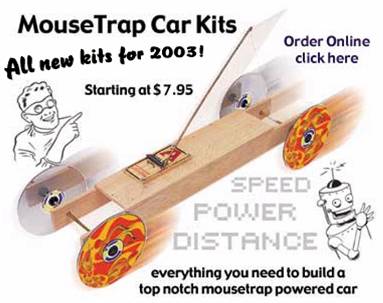 MouseTrap Car Kits
All new kits for 2003!
Order Online
click here
Starting at $7.95
SPEED
POWER
DISTANCE
everything you need to build a
top notch mousetrap powered car